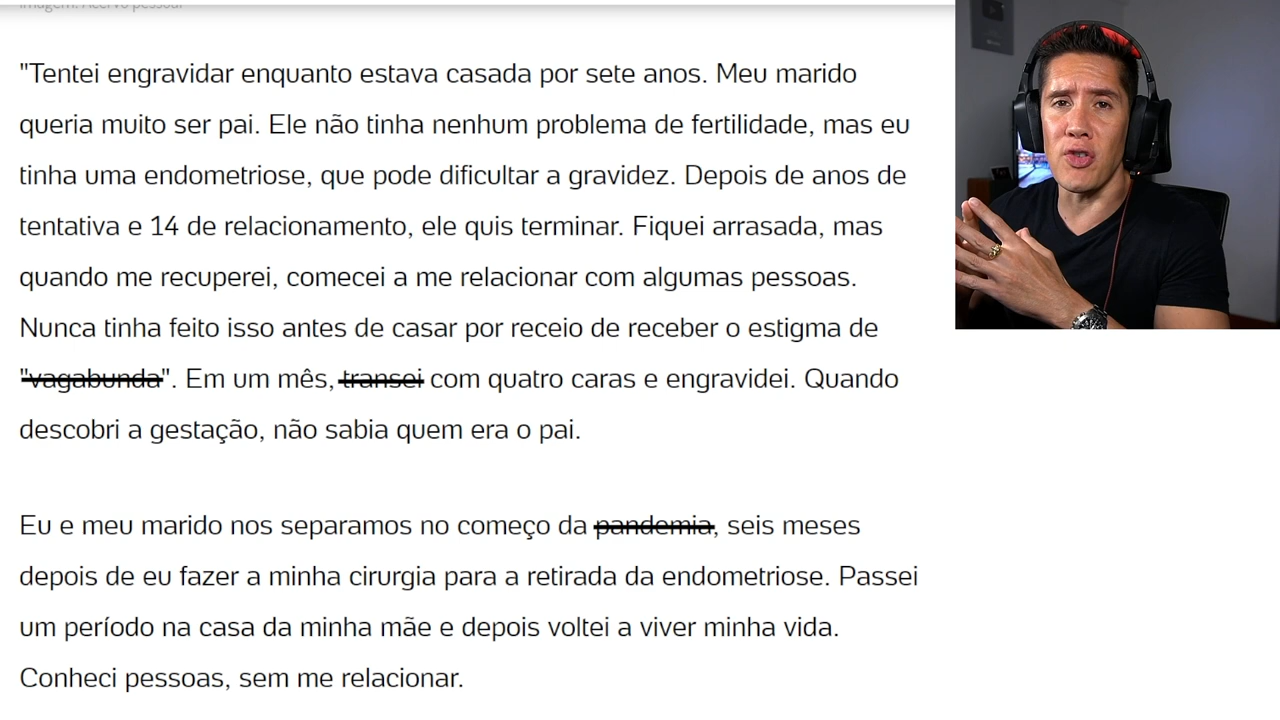 Imagem: Acervo pessoal
"Tentei engravidar enquanto estava casada por sete anos. Meu marido
queria muito ser pai. Ele não tinha nenhum problema de fertilidade, mas eu
tinha uma endometriose, que pode dificultar a gravidez. Depois de anos de
tentativa e 14 de relacionamento, ele quis terminar. Fiquei arrasada, mas
quando me recuperei, comecei a me relacionar com algumas pessoas.
Nunca tinha feito isso antes de casar por receio de receber o estigma de
"vagabunda". Em um mês, transei com quatro caras e engravidei. Quando
descobri a gestação, não sabia quem era o pai.
Eu e meu marido nos separamos no começo da pandemia, seis meses
depois de eu fazer a minha cirurgia para a retirada da endometriose. Passei
um período na casa da minha mãe e depois voltei a viver minha vida.
Conheci pessoas, sem me relacionar.